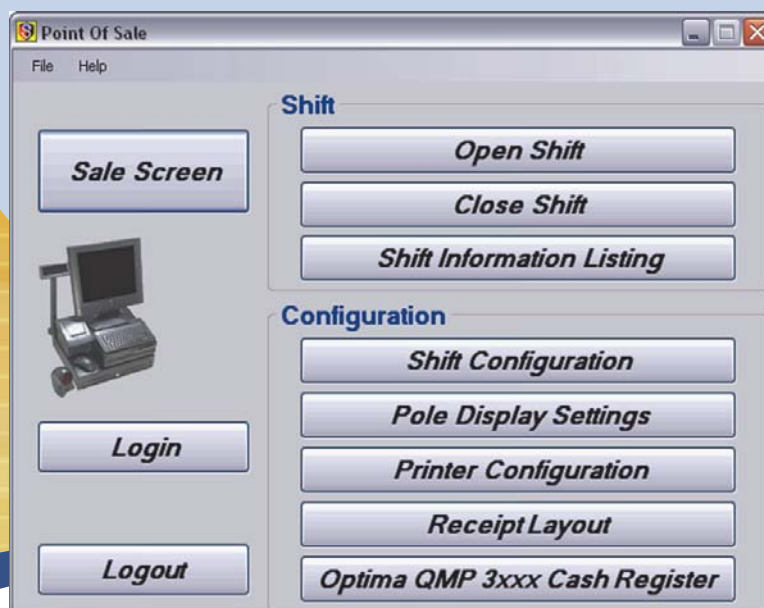 Point Of Sale
File Help
Sale Screen
Login
Logout
Shift
Open Shift
Close Shift
Shift Information Listing
Configuration
Shift Configuration
Pole Display Settings
Printer Configuration
Receipt Layout
Optima QMP 3xxx Cash Register